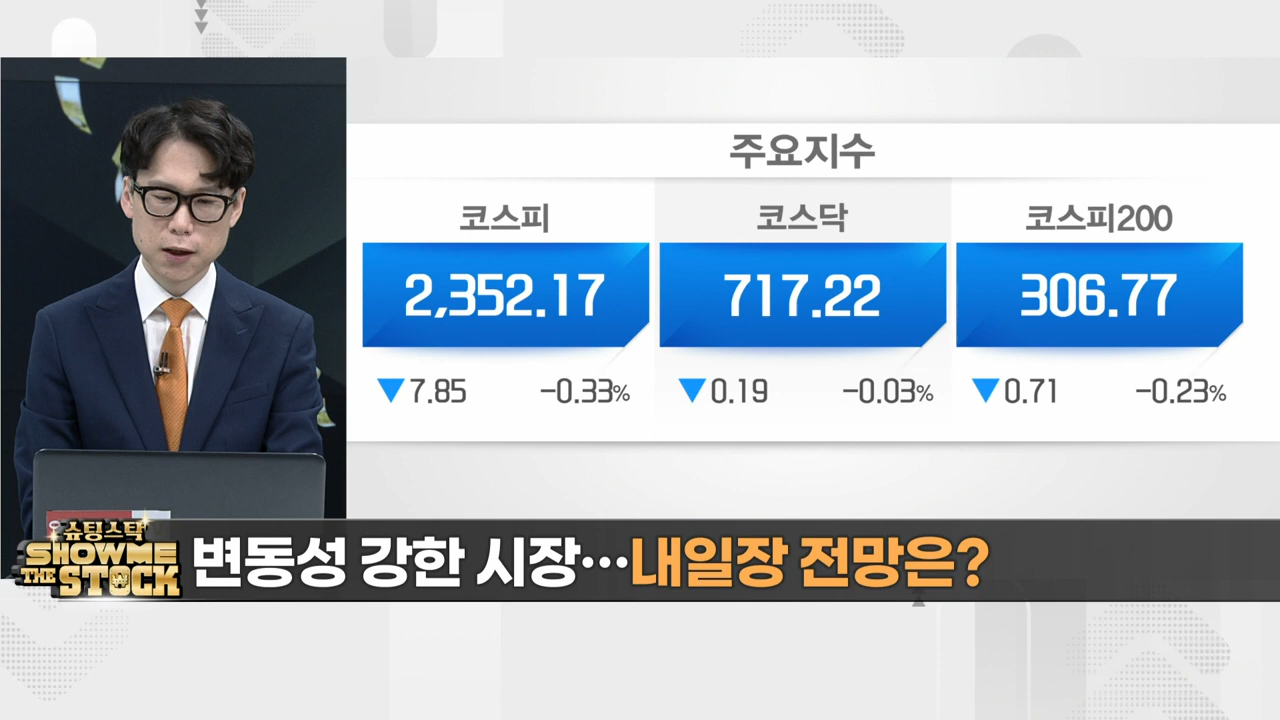 주요지수
코스피
코스닥
코스피200
2,352.17
717.22
306.77
▼7.85 -0.33%
▼0.19 -0.03%
▼0.71 -0.23%
슈팅스탁
SHOW ME
THE STOCK
변동성 강한 시장…내일장 전망은?